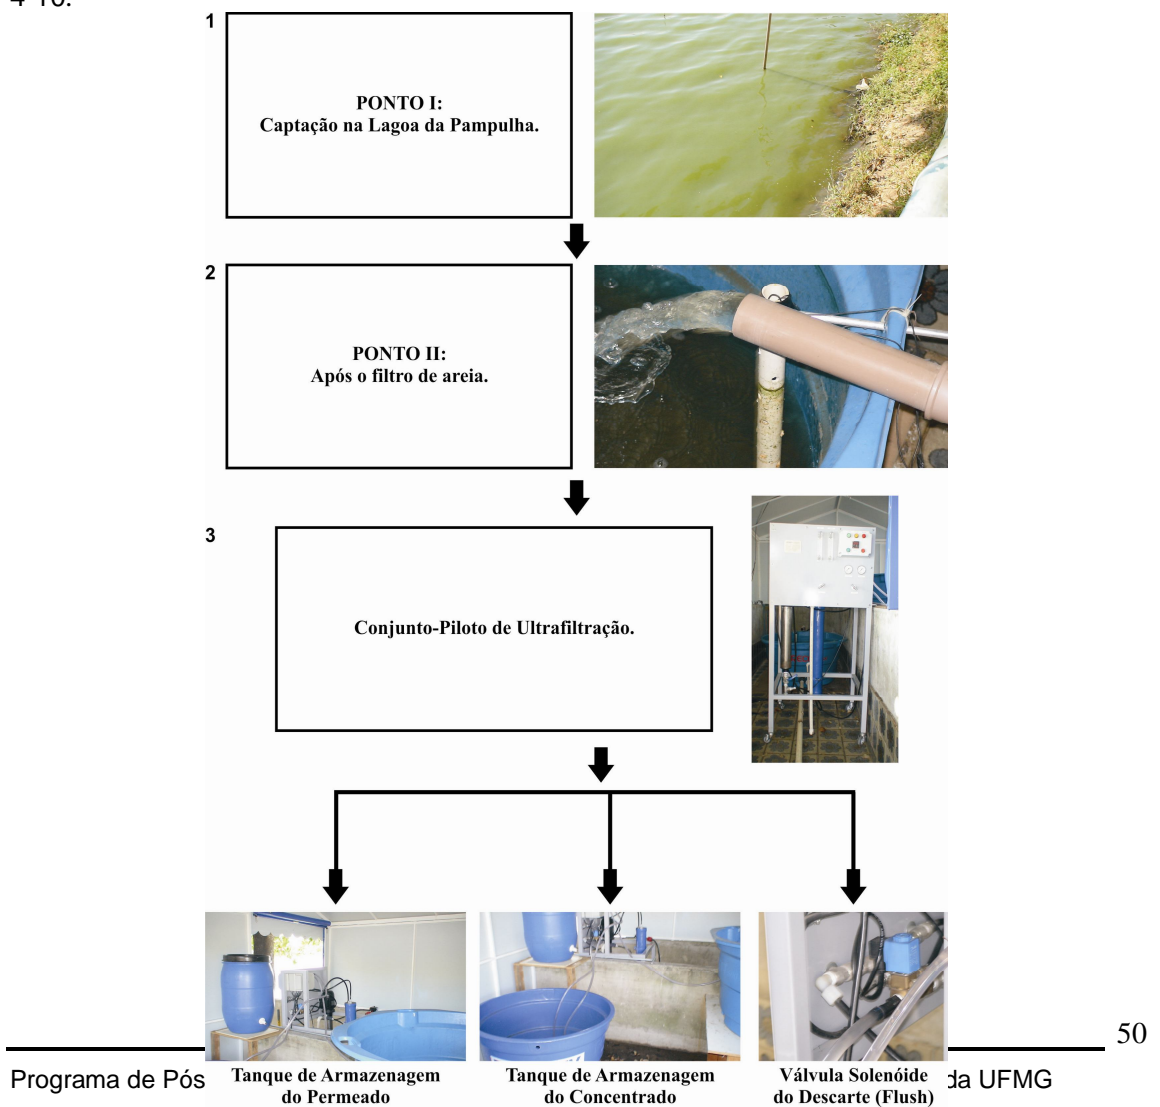 1
PONTO I:
Captação na Lagoa da Pampulha.
2
PONTO II:
Após o filtro de areia.
3
Conjunto-Piloto de Ultrafiltração.
Tanque de Armazenagem
do Permeado
Tanque de Armazenagem
do Concentrado
Válvula Solenóide
do Descarte (Flush)
50
Programa de Pós
da UFMG